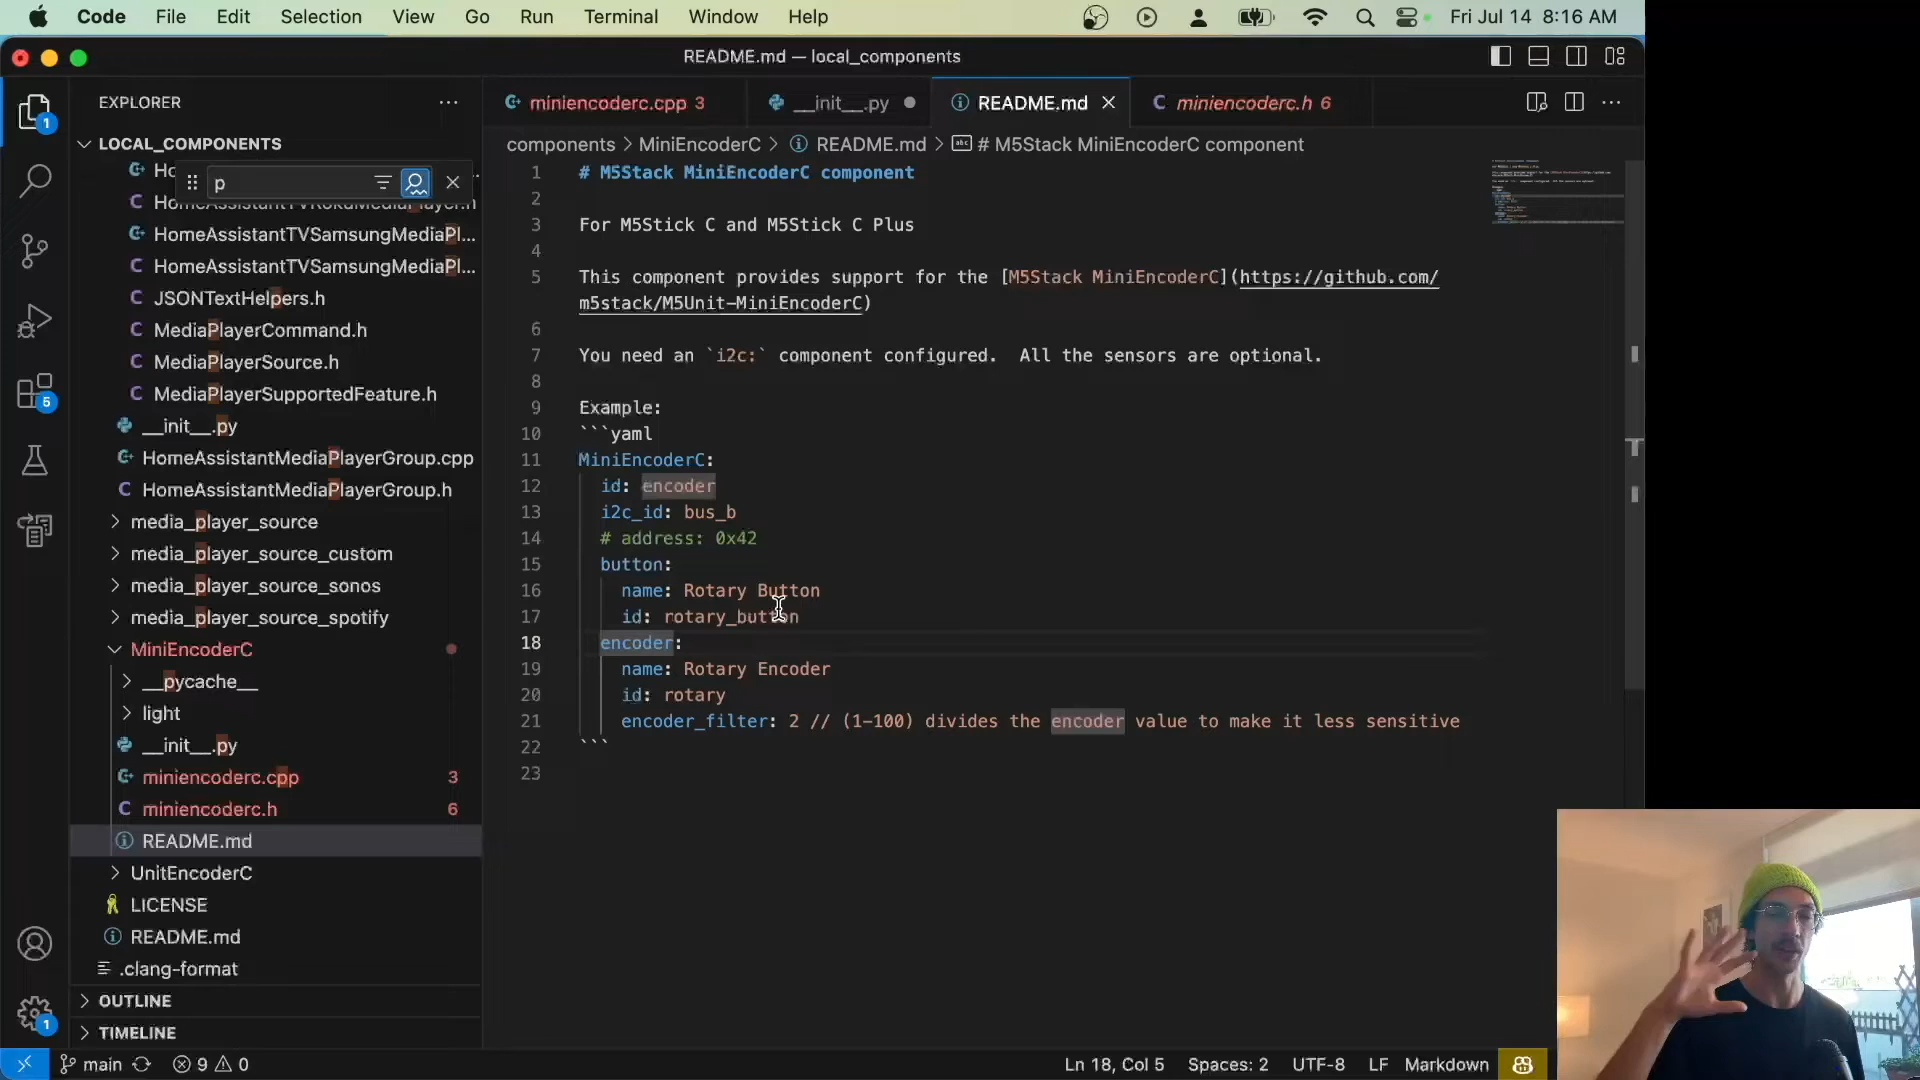 Code File Edit Selection View Go Run Terminal Window Help Fri Jul 14 8:16 AM
README.md — local_components
EXPLORER
miniencoderc.cpp 3
__init__.py
README.md
miniencoderc.h 6
components > MiniEncoderC > README.md > # M5Stack MiniEncoderC component
LOCAL_COMPONENTS
p
HomeAssistantTVRokuMediaPlayer.h
HomeAssistantTVSamsungMediaPl...
HomeAssistantTVSamsungMediaPl...
JSONTextHelpers.h
MediaPlayerCommand.h
MediaPlayerSource.h
MediaPlayerSupportedFeature.h
__init__.py
HomeAssistantMediaPlayerGroup.cpp
HomeAssistantMediaPlayerGroup.h
media_player_source
media_player_source_custom
media_player_source_sonos
media_player_source_spotify
MiniEncoderC
__pycache__
light
__init__.py
miniencoderc.cpp 3
miniencoderc.h 6
README.md
UnitEncoderC
LICENSE
README.md
.clang-format
OUTLINE
TIMELINE
1
5
1
1 # M5Stack MiniEncoderC component
2
3 For M5Stick C and M5Stick C Plus
4
5 This component provides support for the [M5Stack MiniEncoderC](https://github.com/
m5stack/M5Unit-MiniEncoderC)
6
7 You need an `i2c:` component configured.  All the sensors are optional.
8
9 Example:
10 ```yaml
11 MiniEncoderC:
12 id: encoder
13 i2c_id: bus_b
14 # address: 0x42
15 button:
16 name: Rotary Button
17 id: rotary_button
18 encoder:
19 name: Rotary Encoder
20 id: rotary
21 encoder_filter: 2 // (1-100) divides the encoder value to make it less sensitive
22 ```
23
main 9 0 Ln 18, Col 5 Spaces: 2 UTF-8 LF Markdown